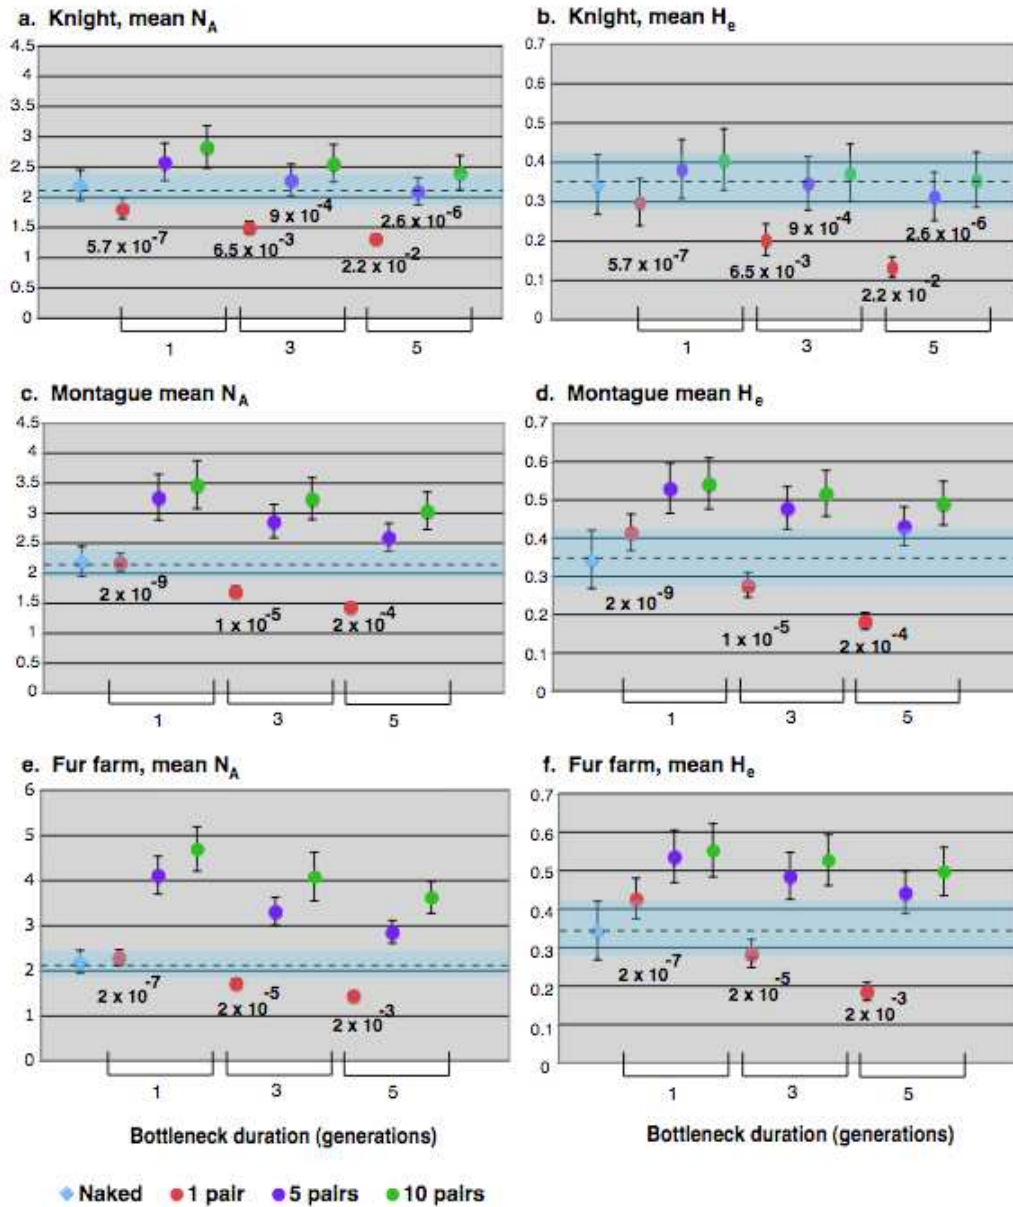 a. Knight, mean N_A
4.5
4
3.5
3
2.5
2
1.5
1
0.5
0
5.7 x 10^-7
6.5 x 10^-3
9 x 10^-4
2.2 x 10^-2
2.6 x 10^-6
1
3
5
b. Knight, mean H_e
0.7
0.6
0.5
0.4
0.3
0.2
0.1
0
5.7 x 10^-7
6.5 x 10^-3
9 x 10^-4
2.2 x 10^-2
2.6 x 10^-6
1
3
5
c. Montague mean N_A
4.5
4
3.5
3
2.5
2
1.5
1
0.5
0
2 x 10^-9
1 x 10^-5
2 x 10^-4
1
3
5
d. Montague mean H_e
0.7
0.6
0.5
0.4
0.3
0.2
0.1
0
2 x 10^-9
1 x 10^-5
2 x 10^-4
1
3
5
e. Fur farm, mean N_A
6
5
4
3
2
1
0
2 x 10^-7
2 x 10^-5
2 x 10^-3
1
3
5
Bottleneck duration (generations)
f. Fur farm, mean H_e
0.7
0.6
0.5
0.4
0.3
0.2
0.1
0
2 x 10^-7
2 x 10^-5
2 x 10^-3
1
3
5
Bottleneck duration (generations)
Naked 1 pair 5 pairs 10 pairs